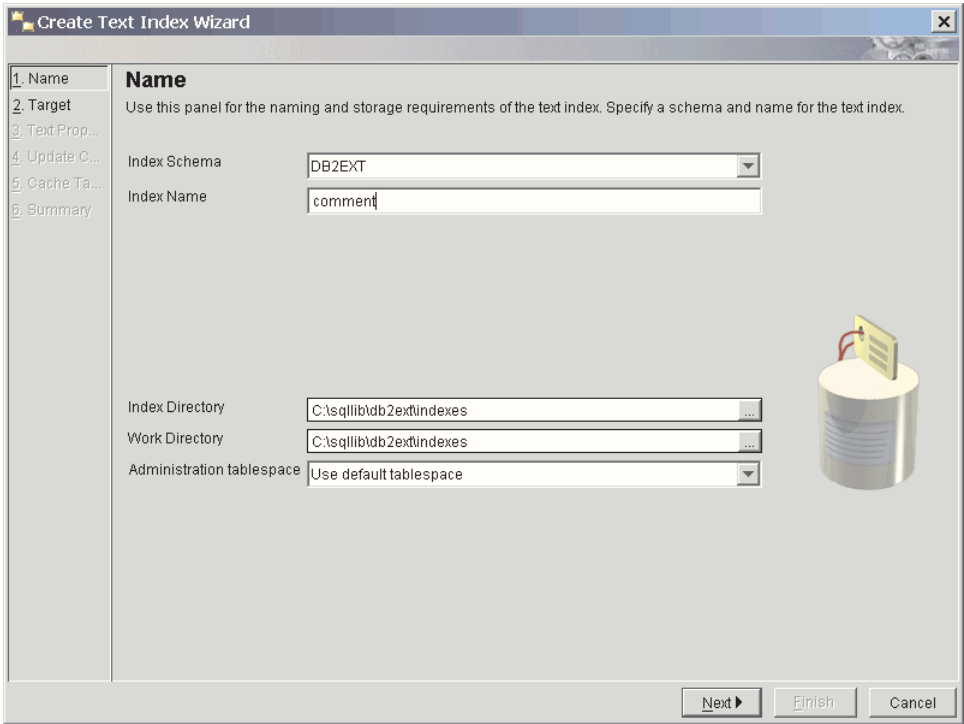 Create Text Index Wizard
1. Name
2. Target
3. Text Prop...
4. Update C...
5. Cache Ta...
6. Summary
Name
Use this panel for the naming and storage requirements of the text index. Specify a schema and name for the text index.
Index Schema
DB2EXT
Index Name
comment
Index Directory
C:\sqllib\db2ext\indexes
...
Work Directory
C:\sqllib\db2ext\indexes
...
Administration tablespace
Use default tablespace
Next
Finish
Cancel